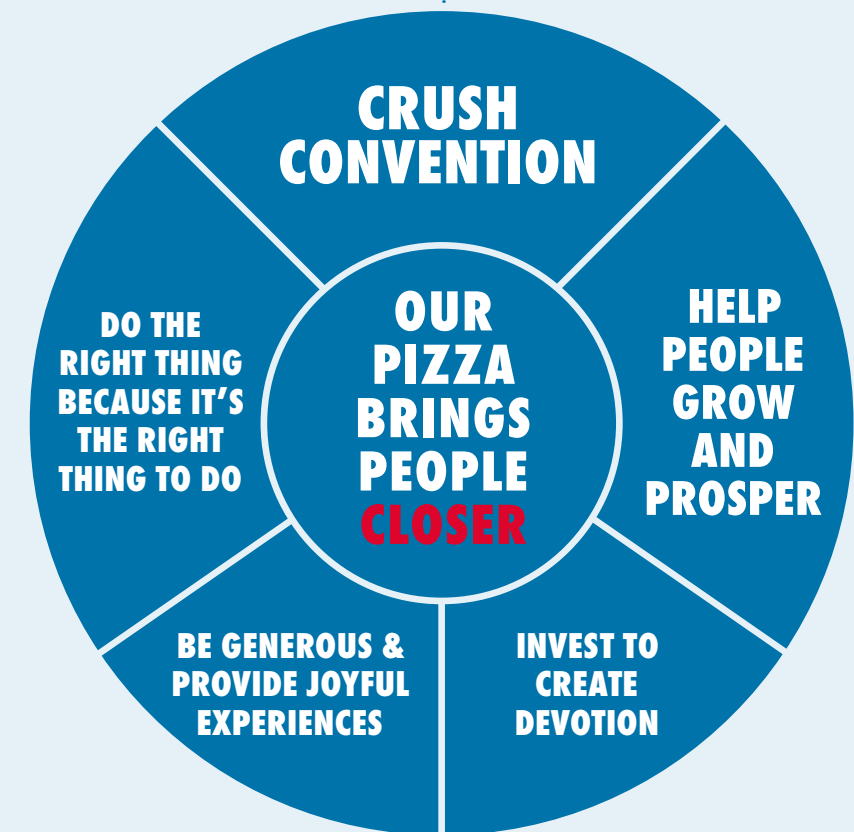 CRUSH
CONVENTION
HELP
PEOPLE
GROW
AND
PROSPER
INVEST TO
CREATE
DEVOTION
BE GENEROUS &
PROVIDE JOYFUL
EXPERIENCES
DO THE
RIGHT THING
BECAUSE IT'S
THE RIGHT
THING TO DO
OUR
PIZZA
BRINGS
PEOPLE
CLOSER